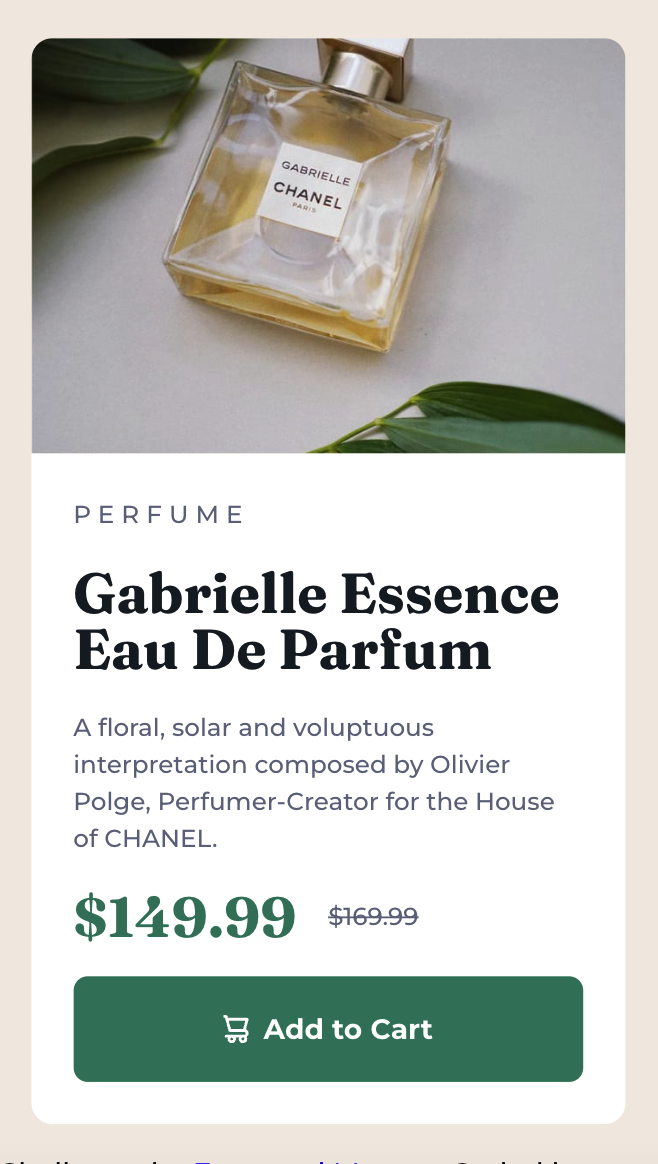 GABRIELLE
CHANEL
PARIS
PERFUME
Gabrielle Essence
Eau De Parfum
A floral, solar and voluptuous
interpretation composed by Olivier
Polge, Perfumer-Creator for the House
of CHANEL.
$149.99 $169.99
Add to Cart